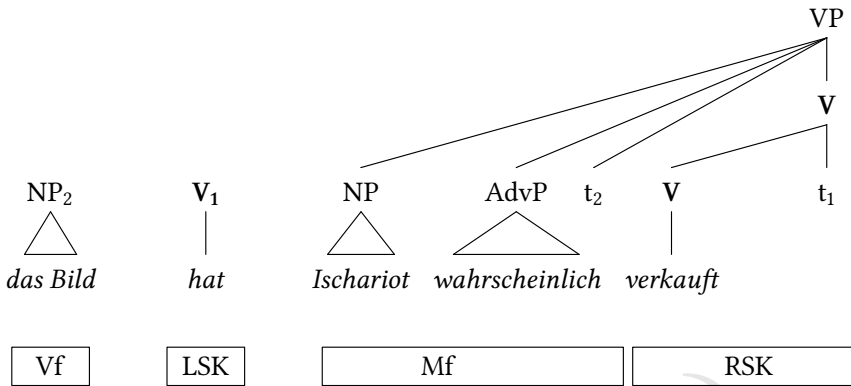 VP
V
NP₂ V₁ NP AdvP t₂ V t₁
das Bild hat Ischariot wahrscheinlich verkauft
Vf LSK Mf RSK